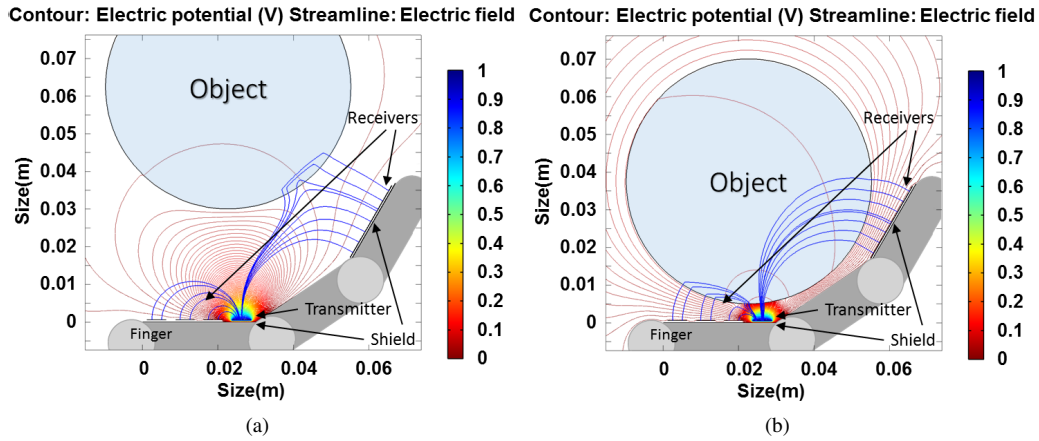 Contour: Electric potential (V) Streamline: Electric field
0.07
0.06
0.05
0.04
0.03
0.02
0.01
0
Size(m)
0
0.02
0.04
0.06
Size(m)
Object
Receivers
Transmitter
Shield
Finger
1
0.9
0.8
0.7
0.6
0.5
0.4
0.3
0.2
0.1
0
(a)
Contour: Electric potential (V) Streamline: Electric field
0.07
0.06
0.05
0.04
0.03
0.02
0.01
0
Size(m)
0
0.02
0.04
0.06
Size(m)
Object
Receivers
Transmitter
Shield
Finger
1
0.9
0.8
0.7
0.6
0.5
0.4
0.3
0.2
0.1
0
(b)